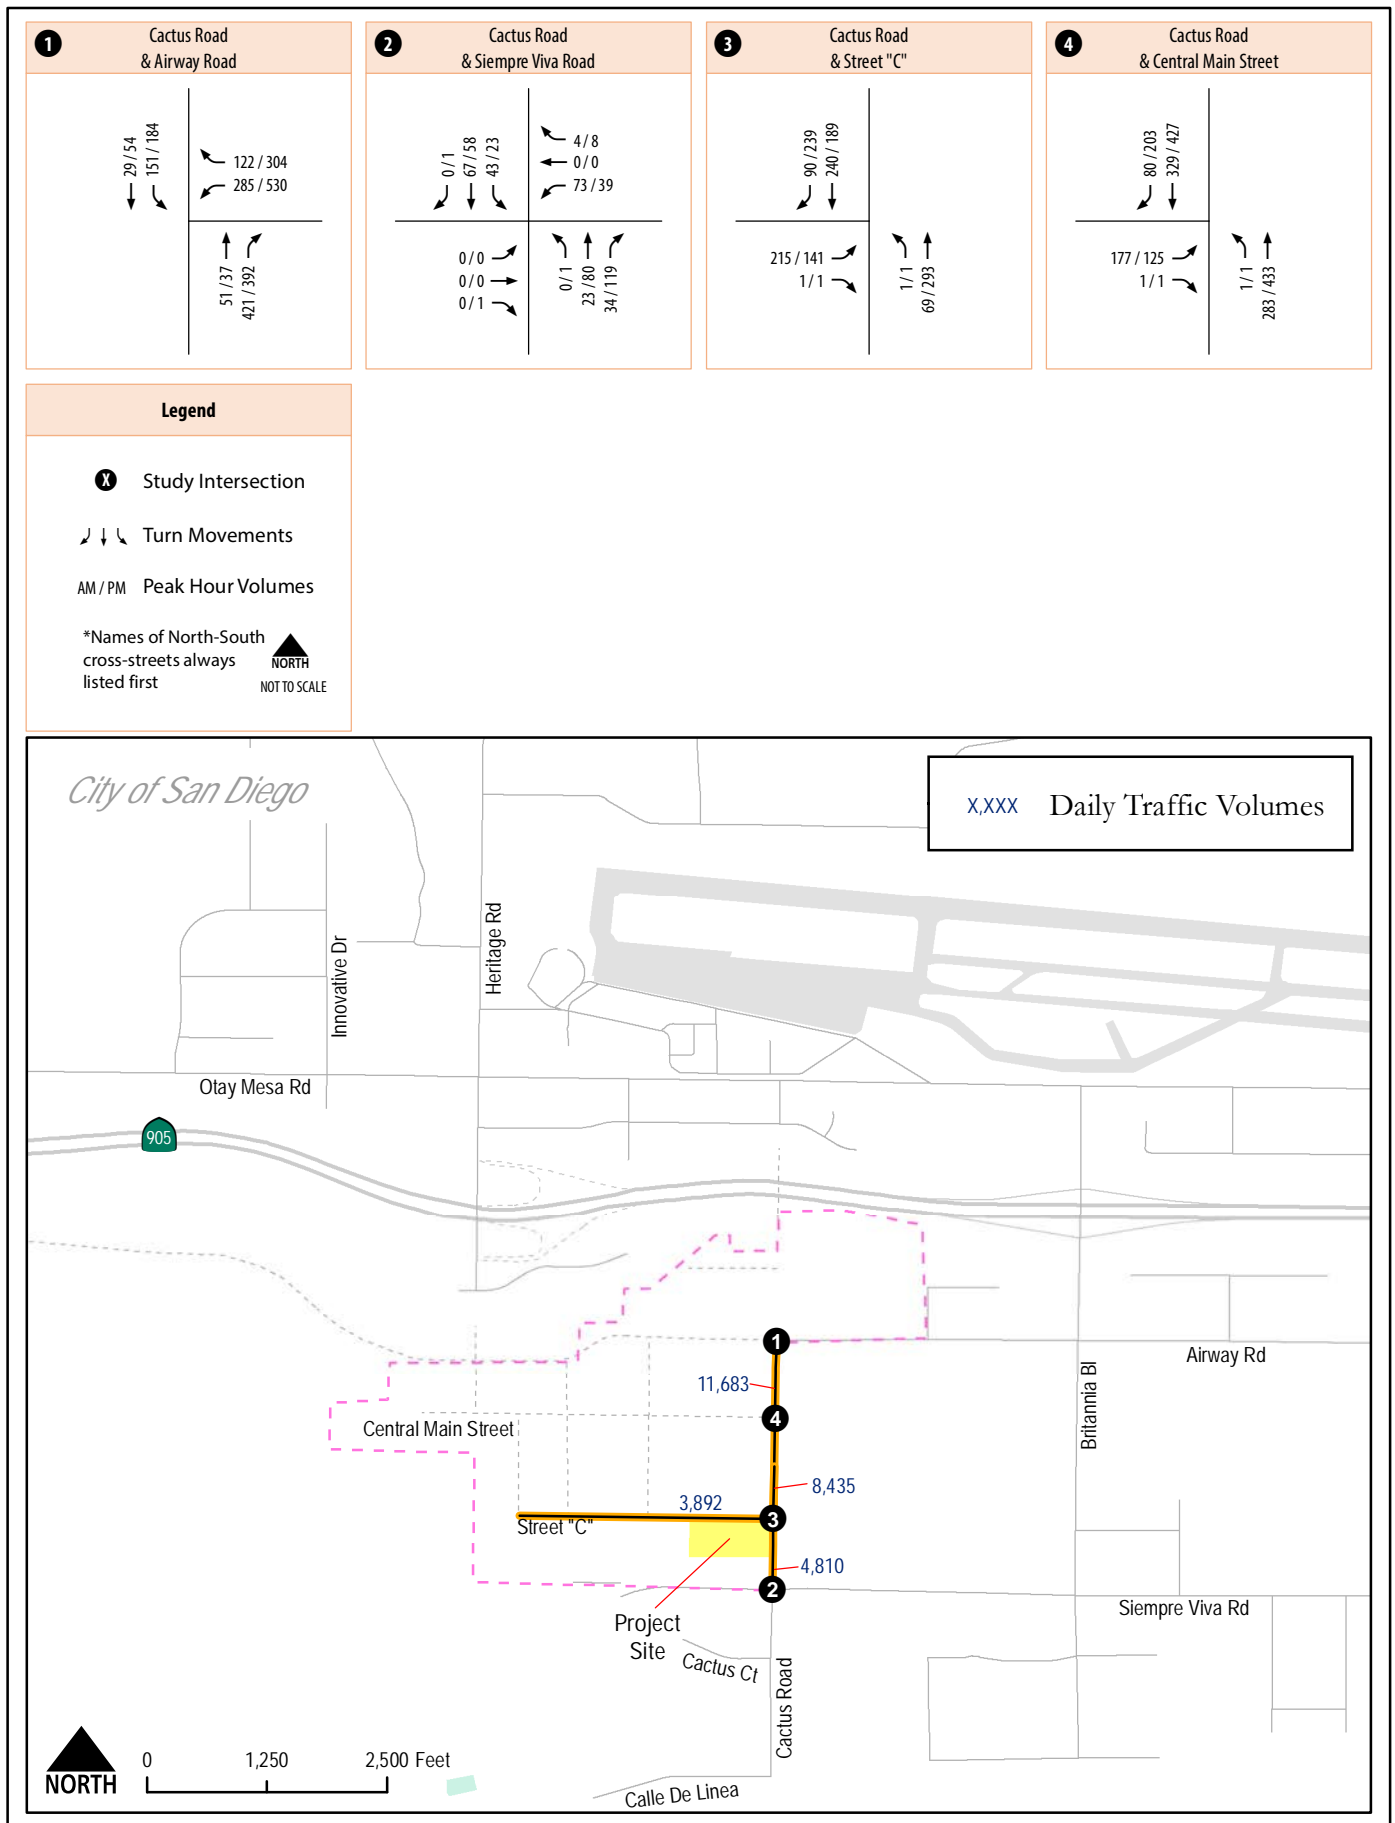 1
Cactus Road
& Airway Road
29 / 54
151 / 184
122 / 304
285 / 530
51 / 37
421 / 392
2
Cactus Road
& Siempre Viva Road
0 / 1
67 / 58
43 / 23
4 / 8
0 / 0
73 / 39
0 / 0
0 / 0
0 / 1
0 / 1
23 / 80
34 / 119
3
Cactus Road
& Street "C"
90 / 239
240 / 189
215 / 141
1 / 1
1 / 1
69 / 293
4
Cactus Road
& Central Main Street
80 / 203
329 / 427
177 / 125
1 / 1
1 / 1
283 / 433
Legend
X Study Intersection
Turn Movements
AM / PM Peak Hour Volumes
*Names of North-South
cross-streets always
listed first
NORTH
NOT TO SCALE
City of San Diego
X,XXX Daily Traffic Volumes
Innovative Dr
Heritage Rd
Otay Mesa Rd
905
1
Airway Rd
11,683
Britannia Bl
4
Central Main Street
8,435
3,892
3
Street "C"
4,810
2
Siempre Viva Rd
Project
Site
Cactus Ct
Cactus Road
NORTH
0 1,250 2,500 Feet
Calle De Linea